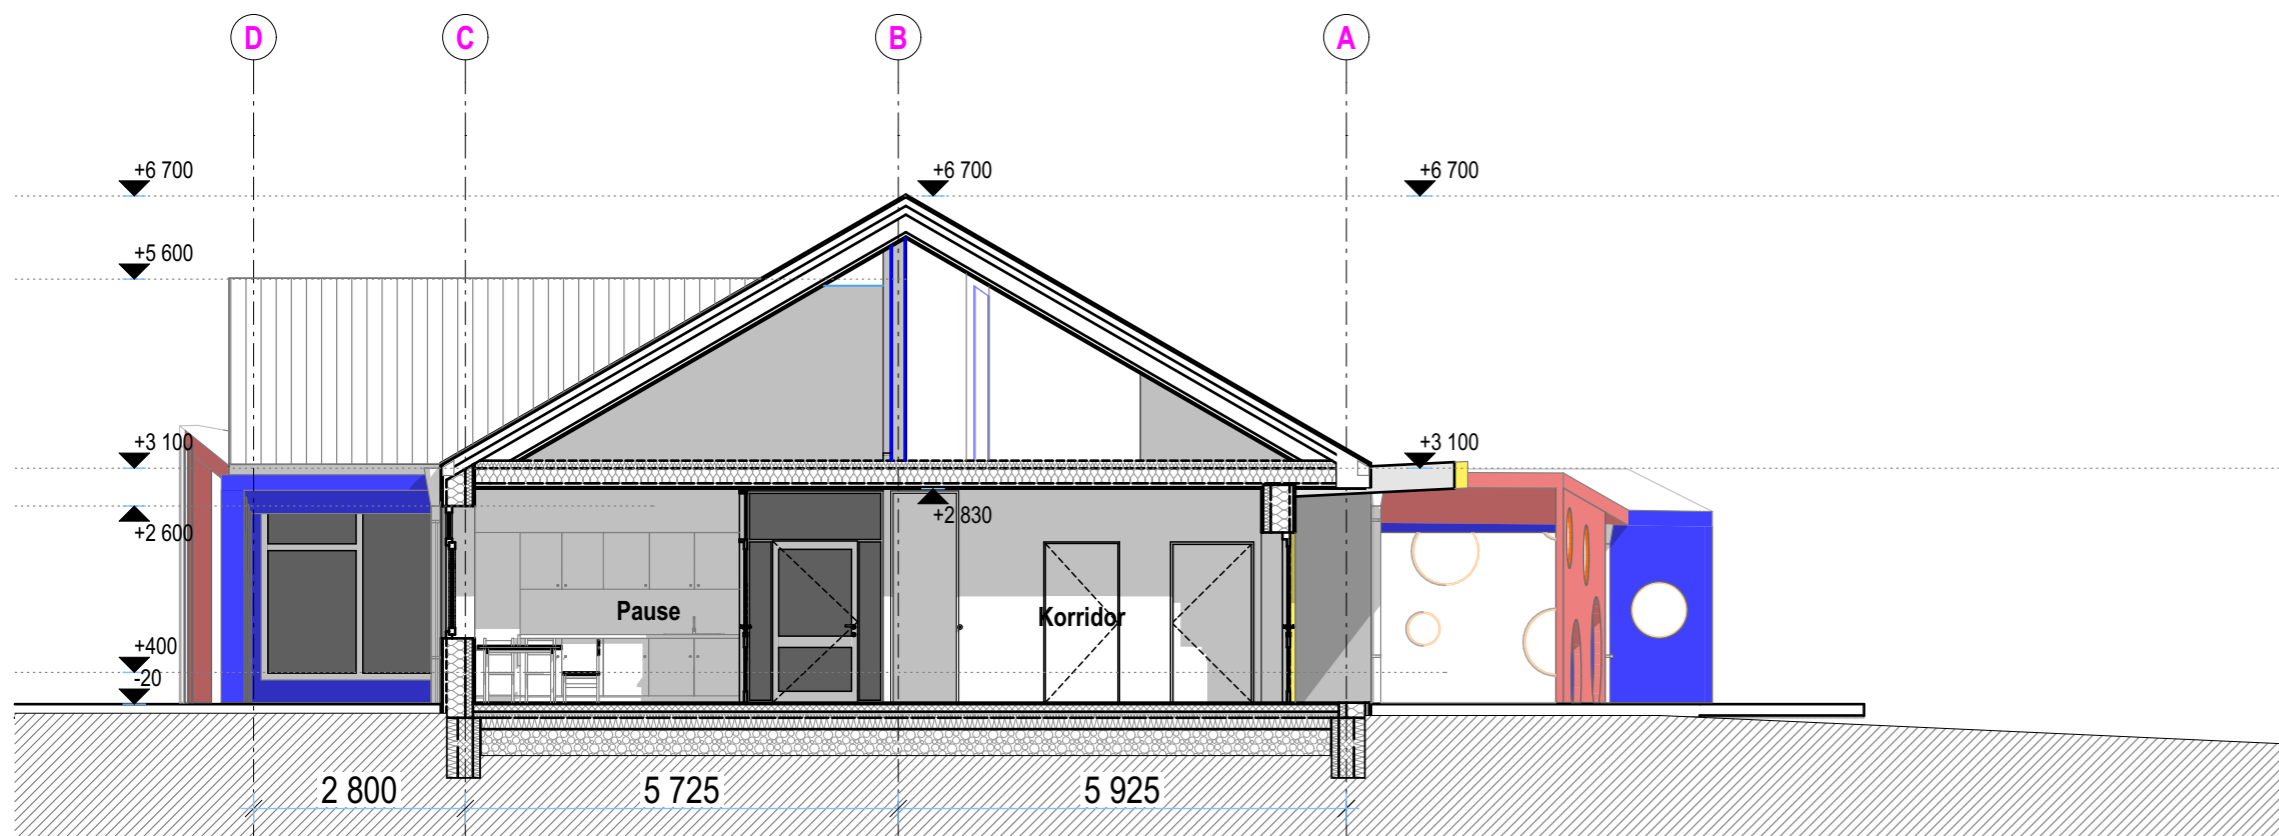 D C B A
+6 700 +6 700 +6 700
+5 600
+3 100 +3 100
+2 600 +2 830
Pause Korridor
+400
-20
2 800 5 725 5 925